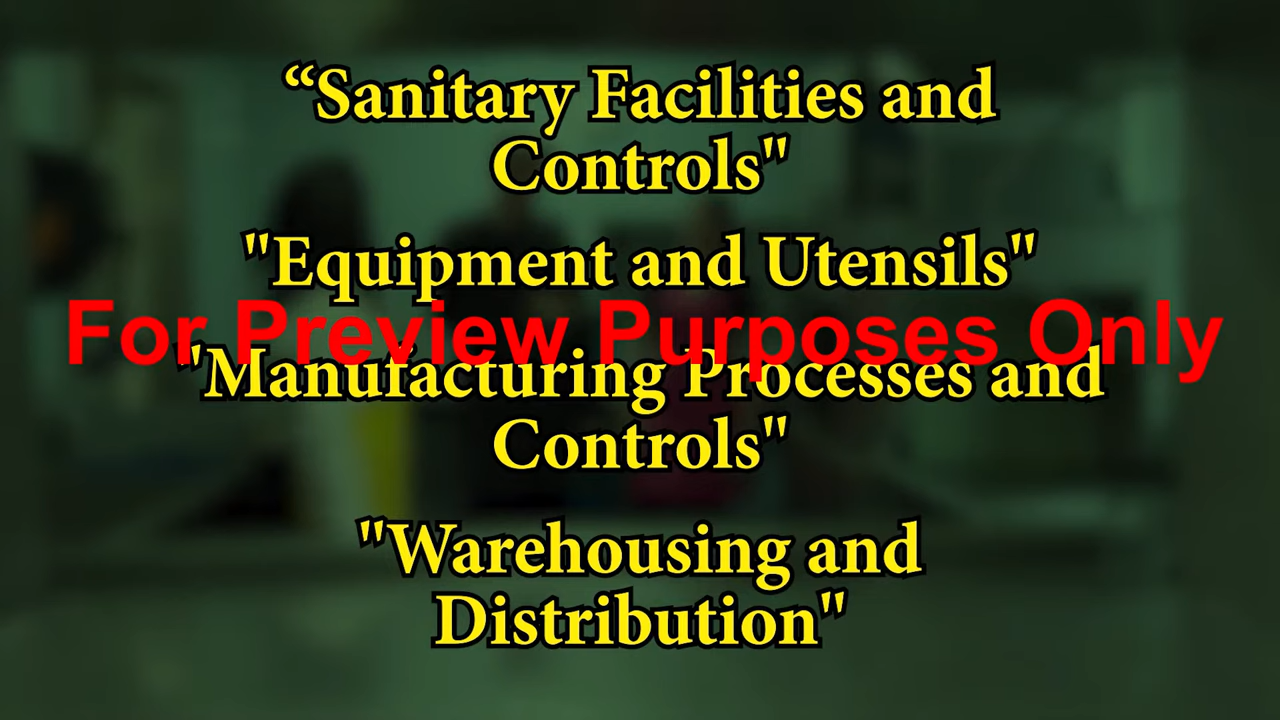 “Sanitary Facilities and
Controls"
"Equipment and Utensils"
For Preview Purposes Only
"Manufacturing Processes and
Controls"
"Warehousing and
Distribution"